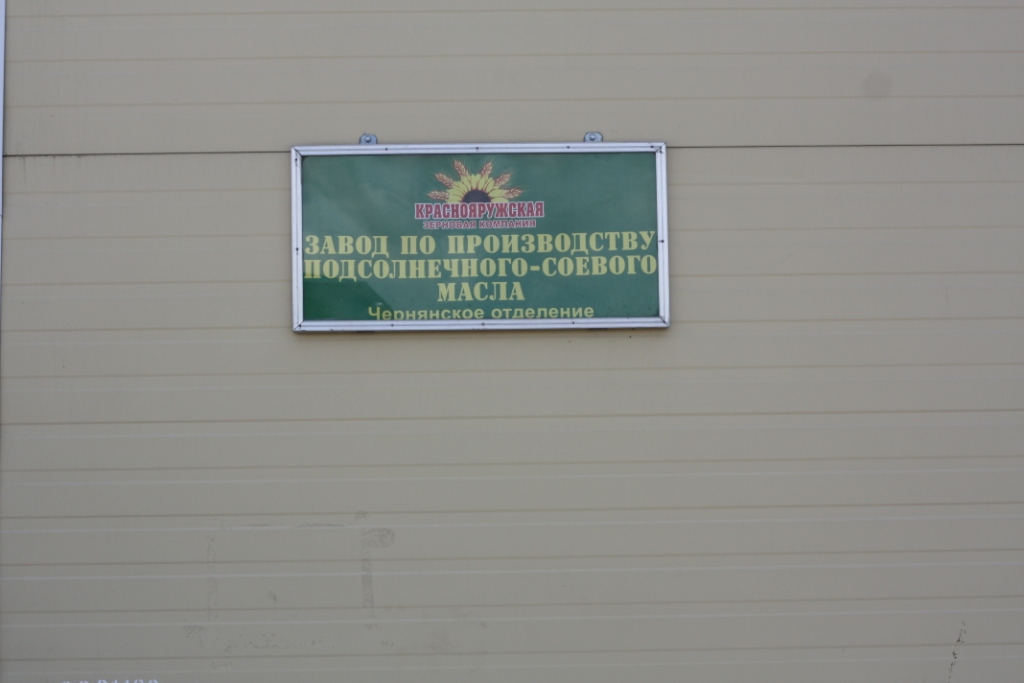 КРАСНОЯРУЖСКАЯ
ЗЕРНОВАЯ КОМПАНИЯ
ЗАВОД ПО ПРОИЗВОДСТВУ
ПОДСОЛНЕЧНОГО-СОЕВОГО
МАСЛА
Чернянское отделение